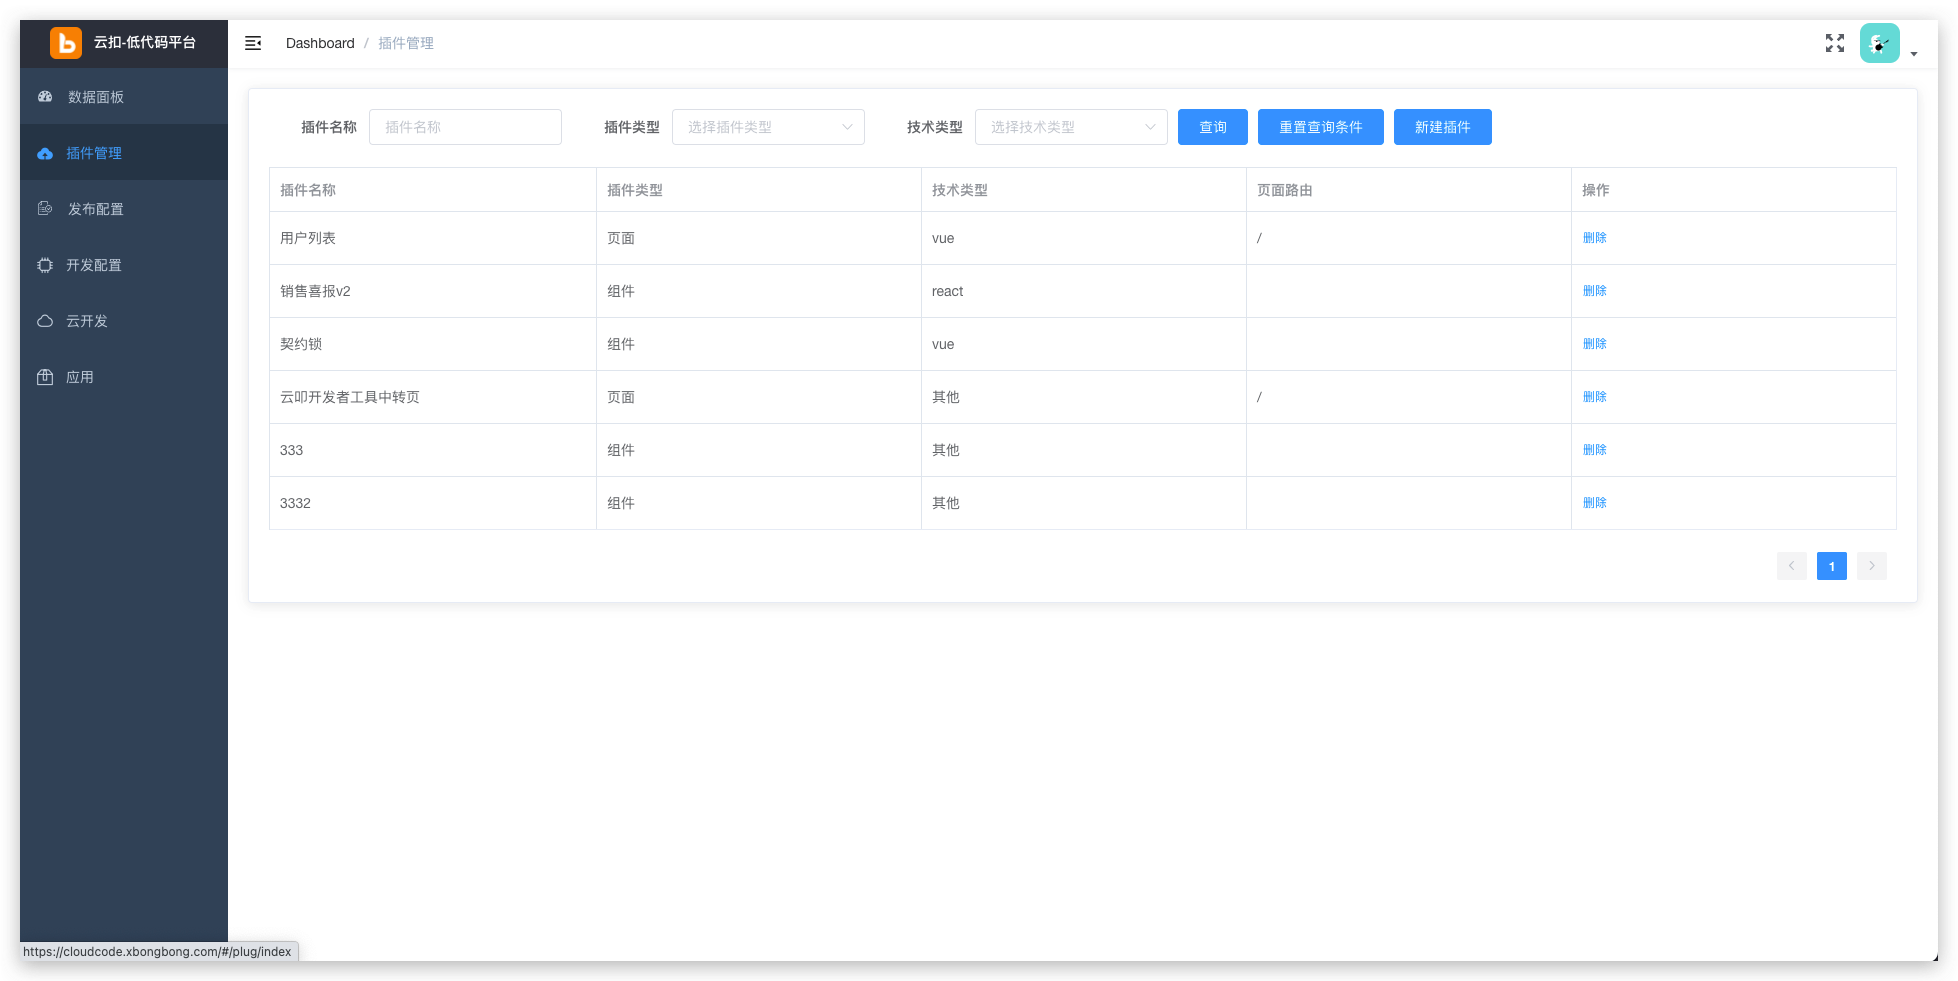 云扣-低代码平台
Dashboard / 插件管理
数据面板
插件管理
发布配置
开发配置
云开发
应用
插件名称 插件名称 插件类型 选择插件类型 技术类型 选择技术类型 查询 重置查询条件 新建插件
插件名称 插件类型 技术类型 页面路由 操作
用户列表 页面 vue / 删除
销售喜报v2 组件 react 删除
契约锁 组件 vue 删除
云叩开发者工具中转页 页面 其他 / 删除
333 组件 其他 删除
3332 组件 其他 删除
1
https://cloudcode.xbongbong.com/#/plug/index